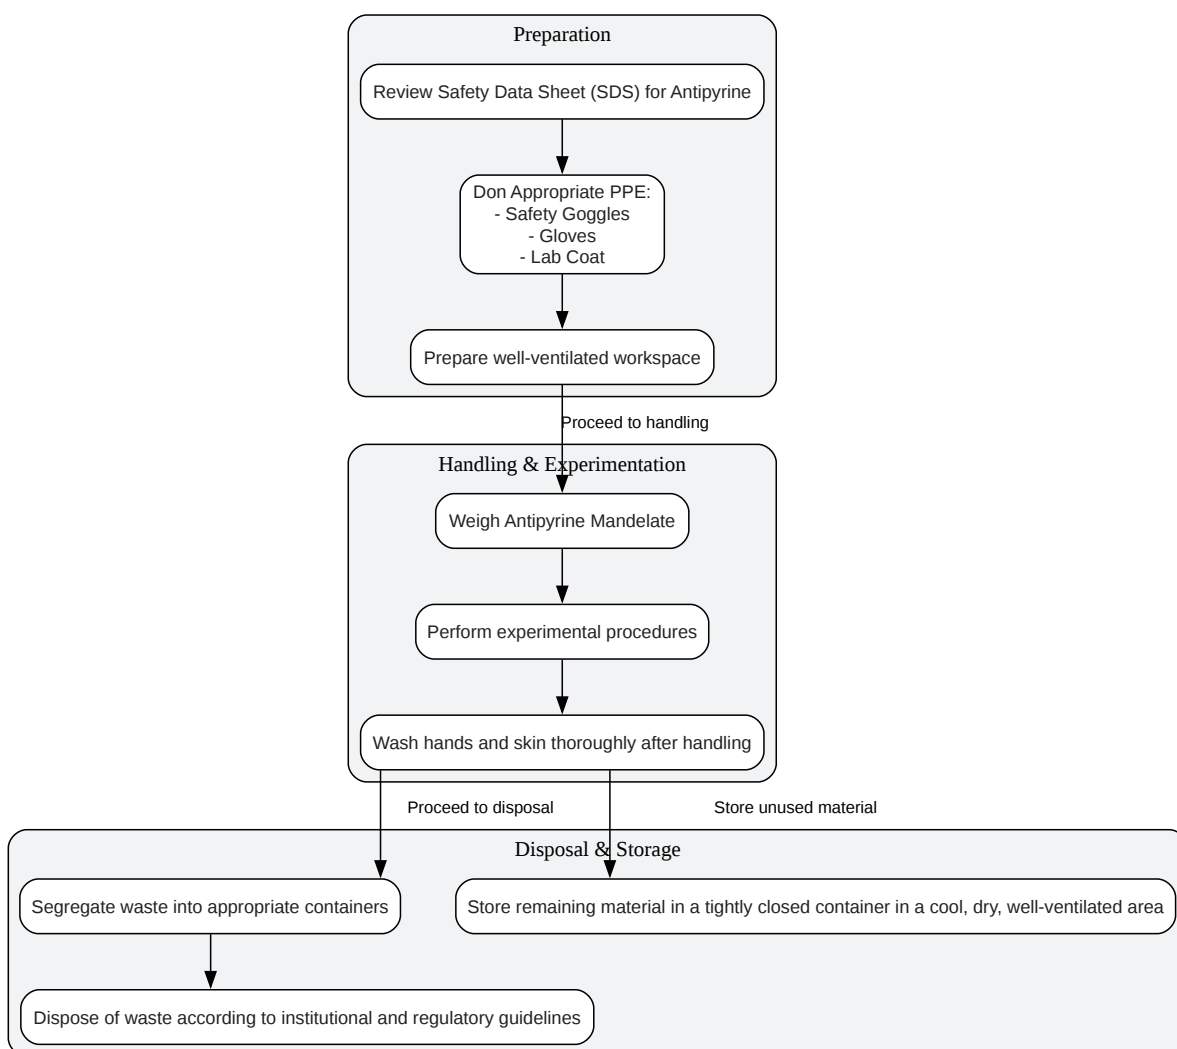 Preparation
Review Safety Data Sheet (SDS) for Antipyrine
Don Appropriate PPE:
- Safety Goggles
- Gloves
- Lab Coat
Prepare well-ventilated workspace
Proceed to handling
Handling & Experimentation
Weigh Antipyrine Mandelate
Perform experimental procedures
Wash hands and skin thoroughly after handling
Proceed to disposal
Store unused material
Disposal & Storage
Segregate waste into appropriate containers
Store remaining material in a tightly closed container in a cool, dry, well-ventilated area
Dispose of waste according to institutional and regulatory guidelines